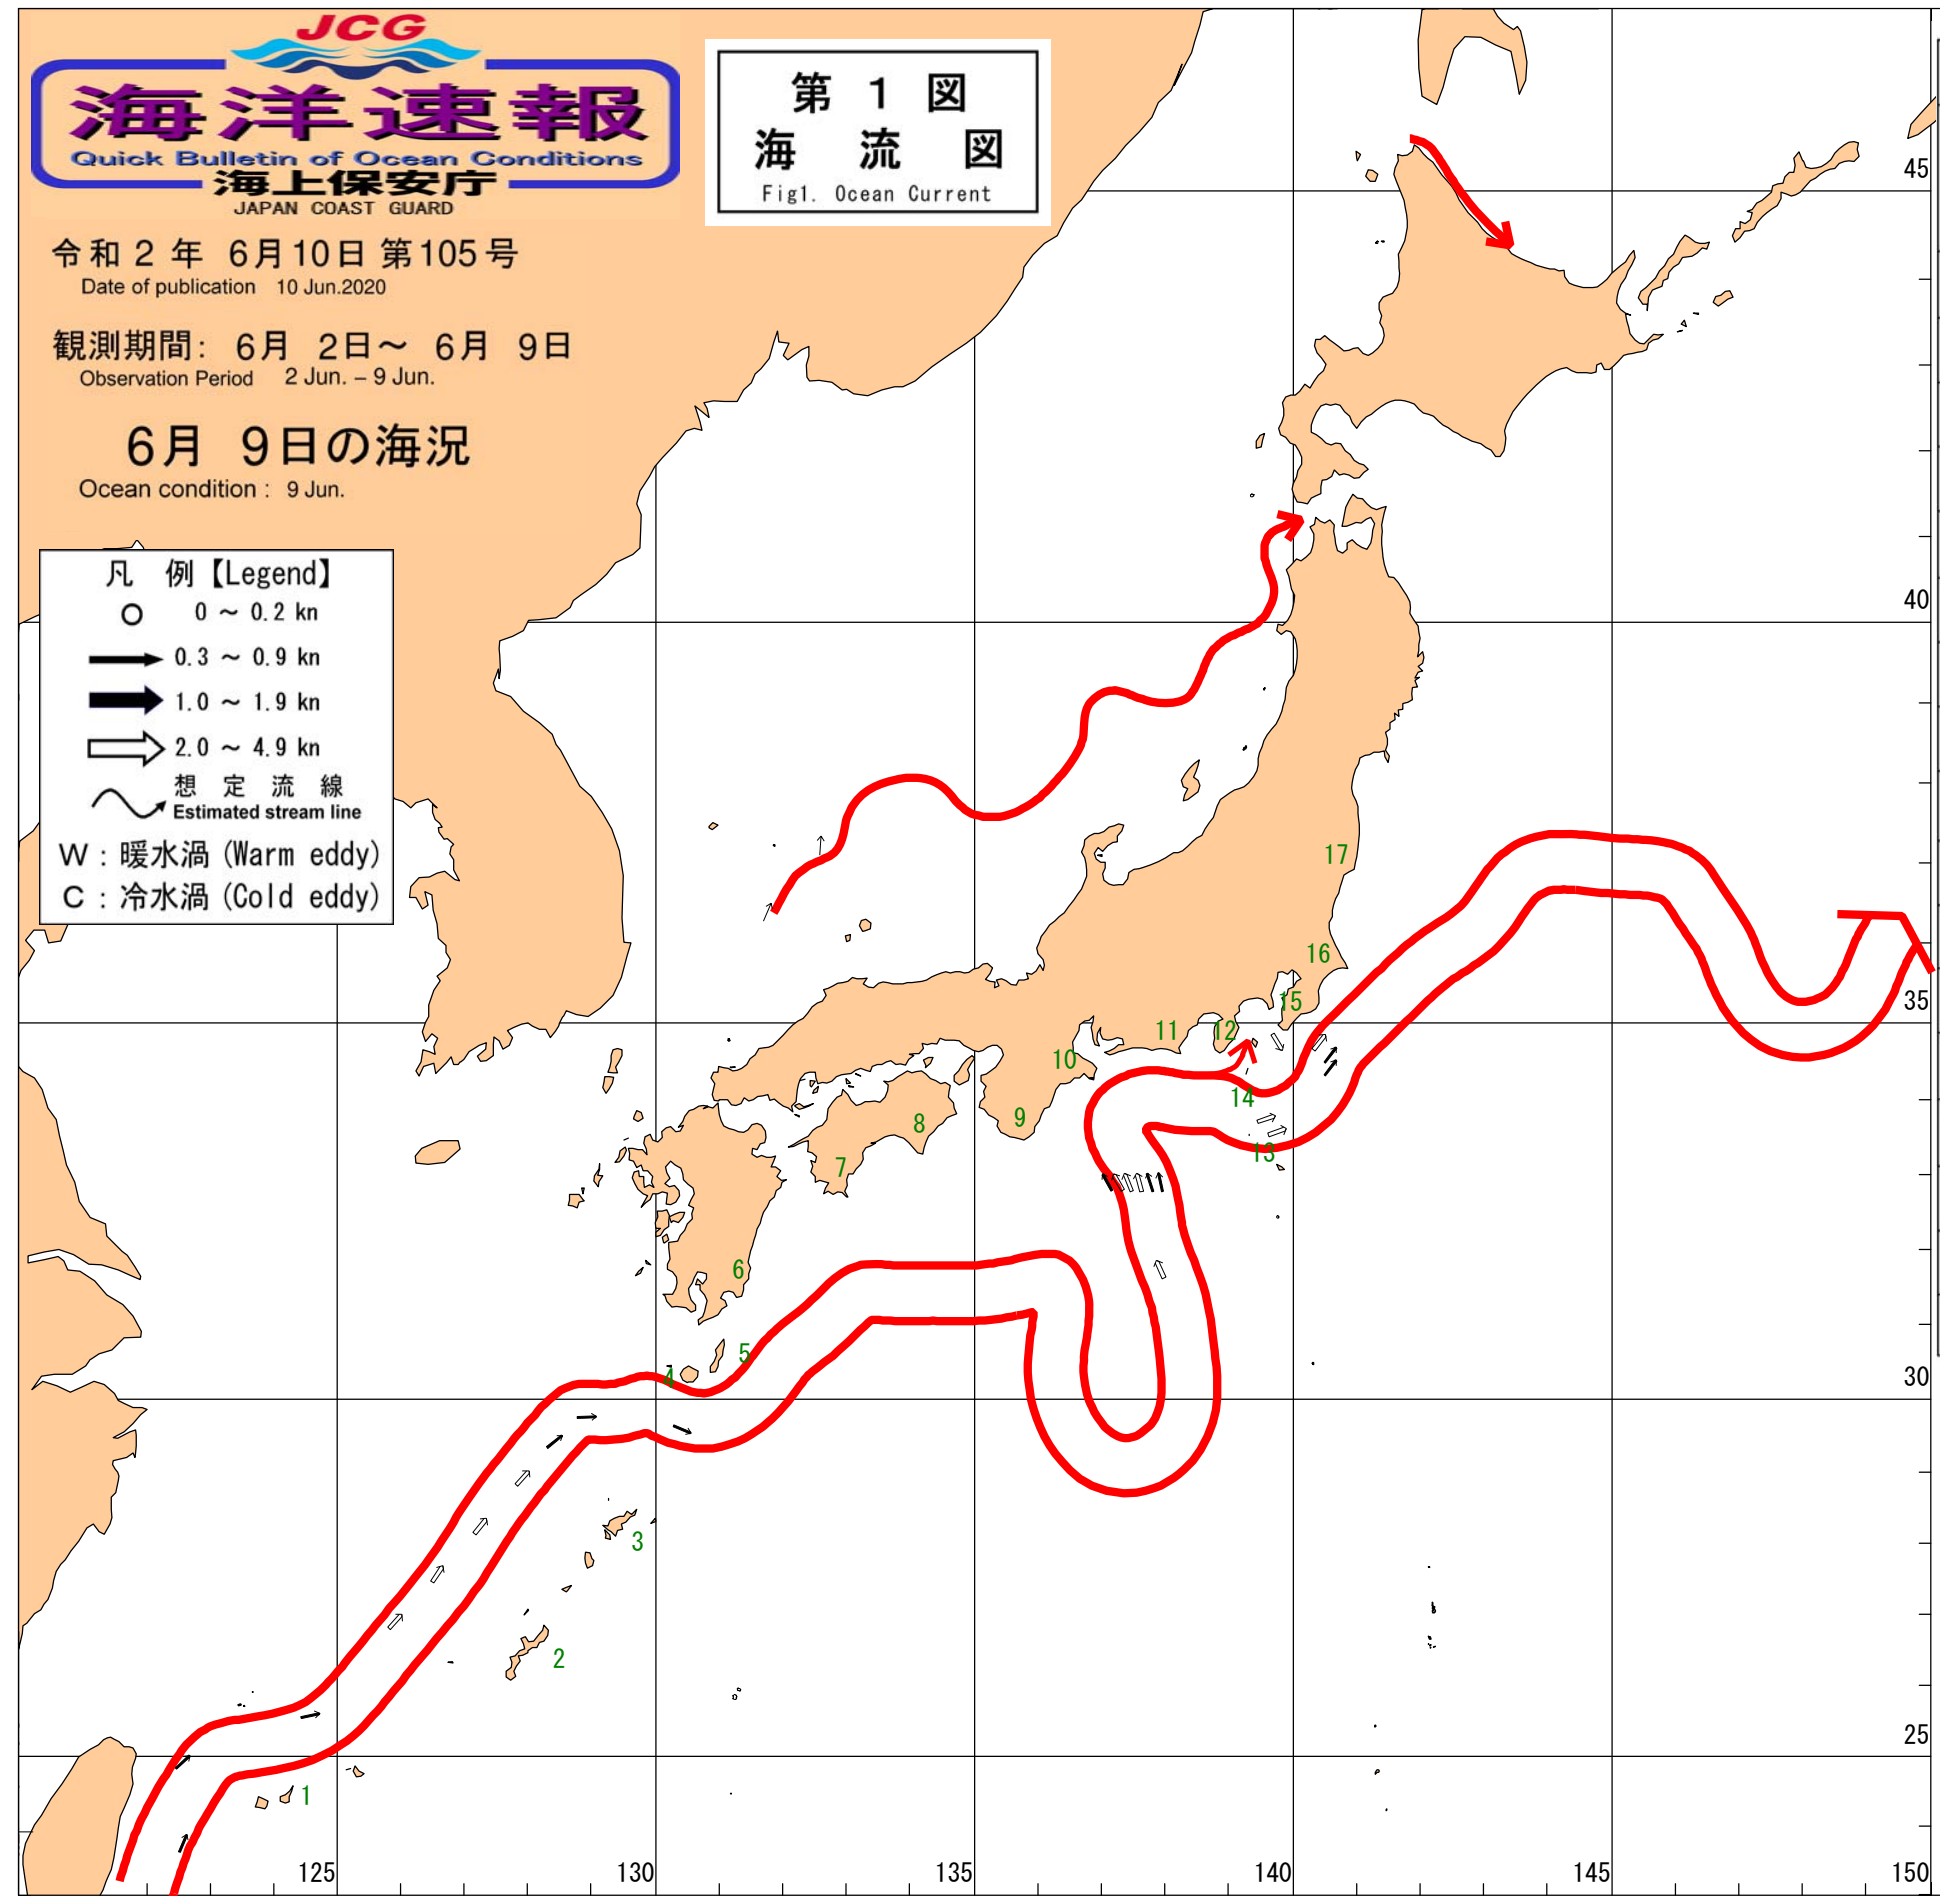 JCG
海洋速報
Quick Bulletin of Ocean Conditions
海上保安庁
JAPAN COAST GUARD
令和 2 年 6月10日 第105号
Date of publication 10 Jun.2020
観測期間: 6月 2日～ 6月 9日
Observation Period 2 Jun. – 9 Jun.
6月 9日の海況
Ocean condition : 9 Jun.
第 1 図
海 流 図
Fig1. Ocean Current
凡 例【Legend】
0 ～ 0.2 kn
0.3 ～ 0.9 kn
1.0 ～ 1.9 kn
2.0 ～ 4.9 kn
想 定 流 線
Estimated stream line
W : 暖水渦 (Warm eddy)
C : 冷水渦 (Cold eddy)
45
40
17
16
35
15
12
11
10
14
9
8
13
7
6
5
4
30
3
2
25
1
125
130
135
140
145
150